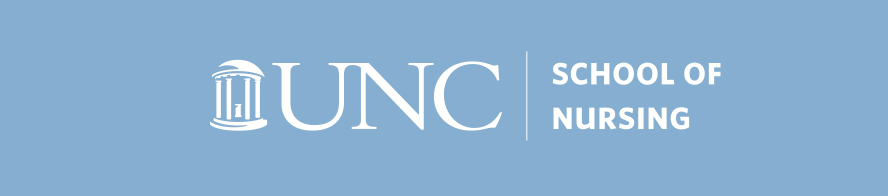 UNC
SCHOOL OF
NURSING